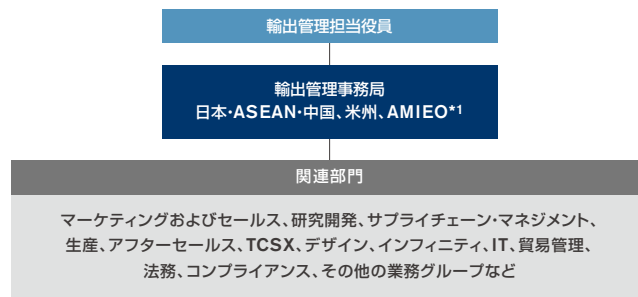 輸出管理担当役員
輸出管理事務局
日本・ASEAN・中国、米州、AMIEO*1
関連部門
マーケティングおよびセールス、研究開発、サプライチェーン・マネジメント、
生産、アフターセールス、TCSX、デザイン、インフィニティ、IT、貿易管理、
法務、コンプライアンス、その他の業務グループなど